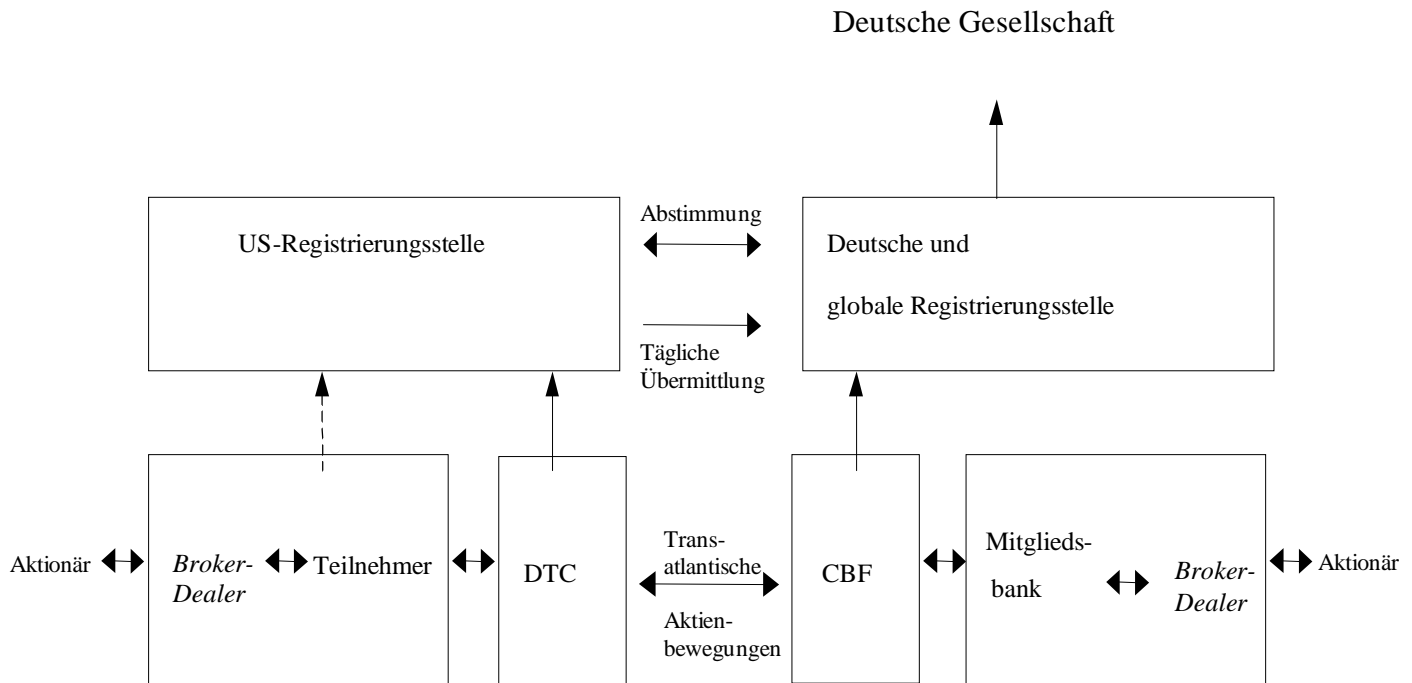 Deutsche Gesellschaft
US-Registrierungsstelle
Abstimmung
Deutsche und
globale Registrierungsstelle
Tägliche
Übermittlung
Aktionär
Broker-
Dealer
Teilnehmer
DTC
Trans-
atlantische
Aktien-
bewegungen
CBF
Mitglieds-
bank
Broker-
Dealer
Aktionär